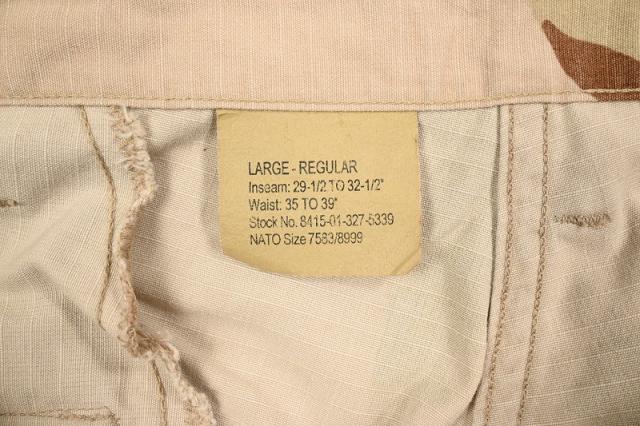 LARGE - REGULAR
Inseam: 29-1/2 TO 32-1/2"
Waist: 35 TO 39"
Stock No. 8415-01-327-5339
NATO Size 7583/8999